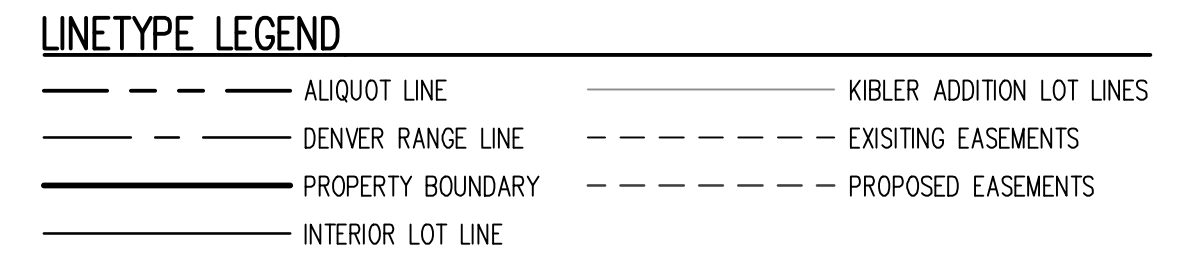 LINETYPE LEGEND
ALIQUOT LINE
DENVER RANGE LINE
PROPERTY BOUNDARY
INTERIOR LOT LINE
KIBLER ADDITION LOT LINES
EXISITING EASEMENTS
PROPOSED EASEMENTS